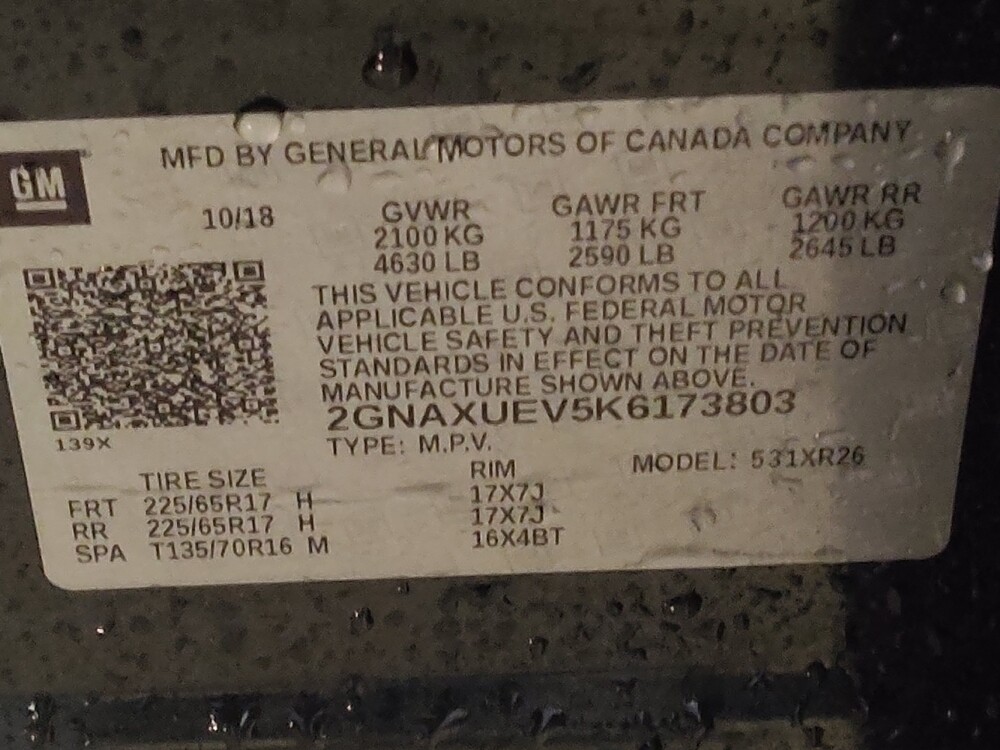 GM
MFD BY GENERAL MOTORS OF CANADA COMPANY
10/18 GVWR GAWR FRT GAWR RR
2100 KG 1175 KG 1200 KG
4630 LB 2590 LB 2645 LB
THIS VEHICLE CONFORMS TO ALL
APPLICABLE U.S. FEDERAL MOTOR
VEHICLE SAFETY AND THEFT PREVENTION
STANDARDS IN EFFECT ON THE DATE OF
MANUFACTURE SHOWN ABOVE.
2GNAXUEV5K6173803
139X
TYPE: M.P.V.
MODEL: 531XR26
TIRE SIZE RIM
FRT 225/65R17 H 17X7J
RR 225/65R17 H 17X7J
SPA T135/70R16 M 16X4BT